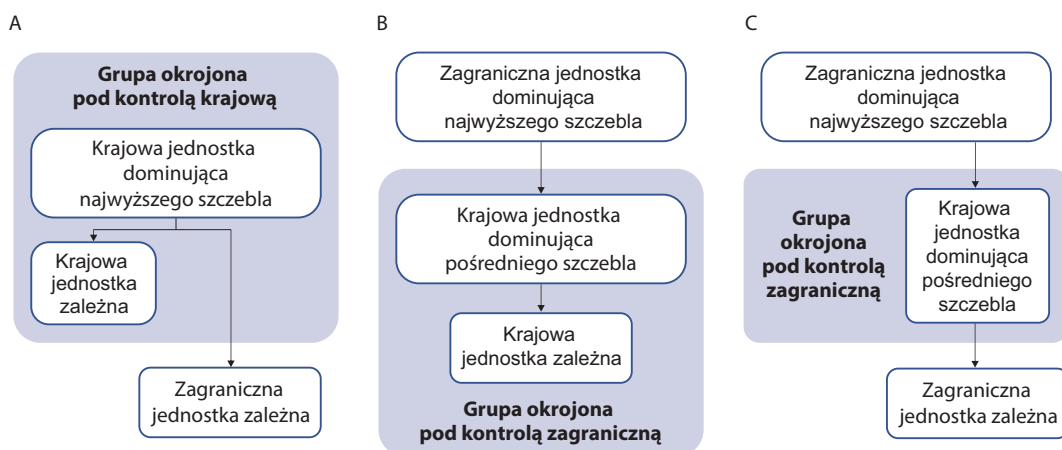 A
Grupa okrojona
pod kontrolą krajową
Krajowa jednostka
dominująca
najwyższego szczebla
Krajowa
jednostka
zależna
Zagraniczna
jednostka zależna
B
Zagraniczna jednostka
dominująca
najwyższego szczebla
Krajowa jednostka
dominująca
pośredniego szczebla
Krajowa
jednostka zależna
Grupa okrojona
pod kontrolą zagraniczną
C
Zagraniczna jednostka
dominująca
najwyższego szczebla
Grupa
okrojona
pod kontrolą
zagraniczną
Krajowa
jednostka
dominująca
pośredniego
szczebla
Zagraniczna
jednostka zależna